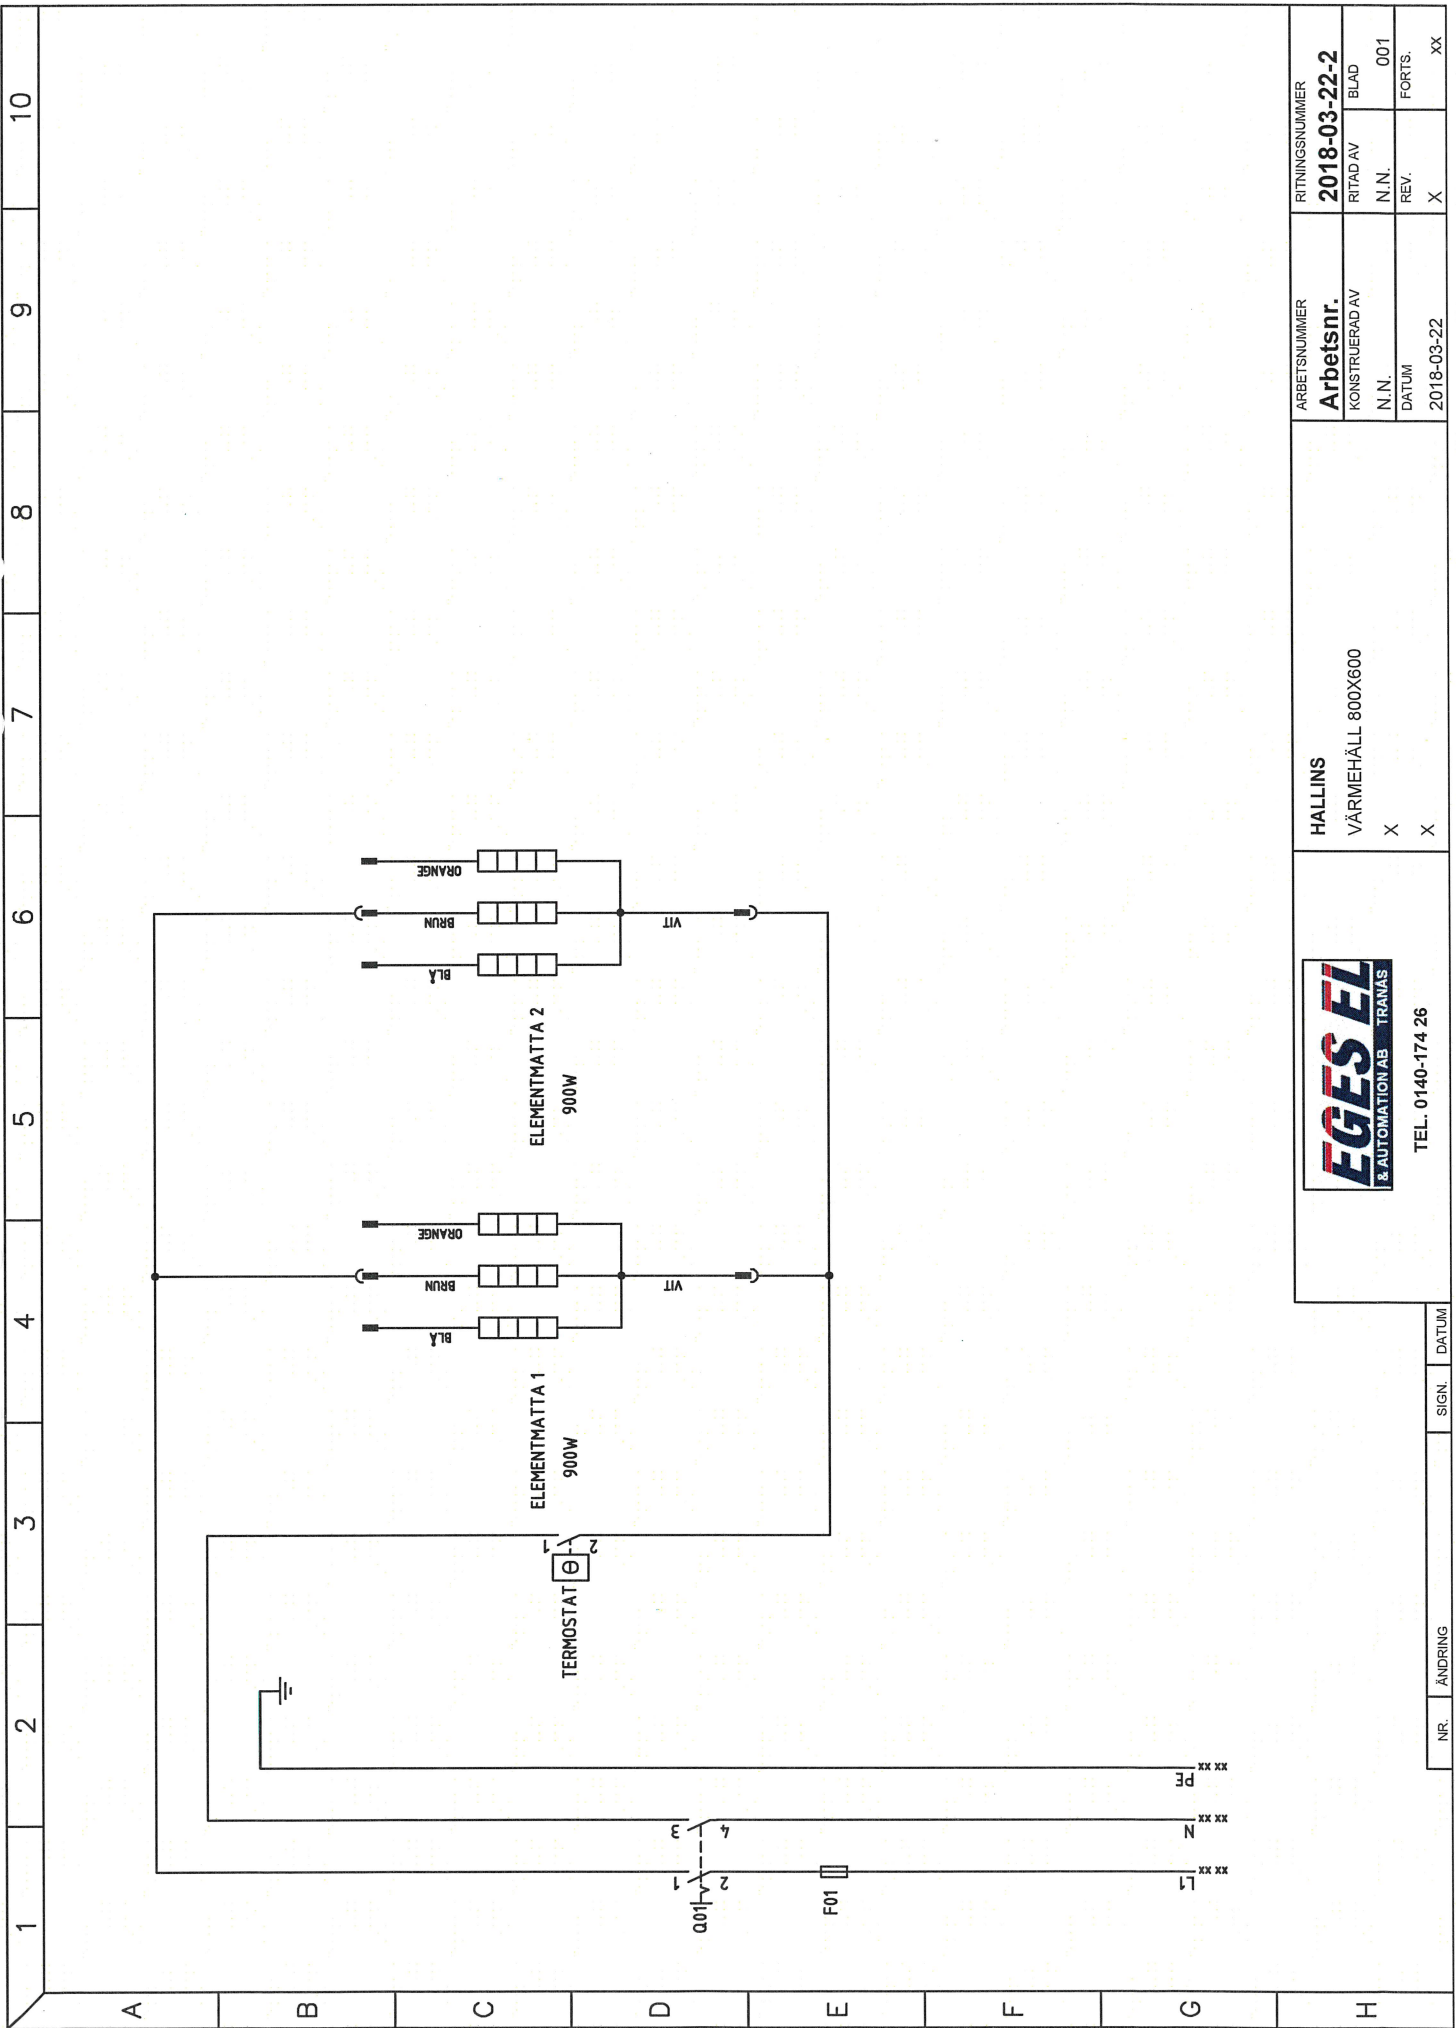 1 2 3 4 5 6 7 8 9 10
A
B
C
D
E
F
G
H
ORANGE
BRUN
BLÅ
VIT
ELEMENTMATTA 2
900W
ORANGE
BRUN
BLÅ
VIT
ELEMENTMATTA 1
900W
TERMOSTAT
Θ
1
2
Q01
1
2
3
4
F01
L1
XX XX
N
XX XX
PE
XX XX
NR. ÄNDRING SIGN. DATUM
EGES EL
& AUTOMATION AB TRANÅS
TEL. 0140-174 26
HALLINS
VÄRMEHÄLL 800X600
X
X
ARBETSNUMMER
Arbetsnr.
KONSTRUERAD AV
N.N.
DATUM
2018-03-22
RITNINGSNUMMER
2018-03-22-2
RITAD AV
N.N.
BLAD
001
REV.
X
FORTS.
XX